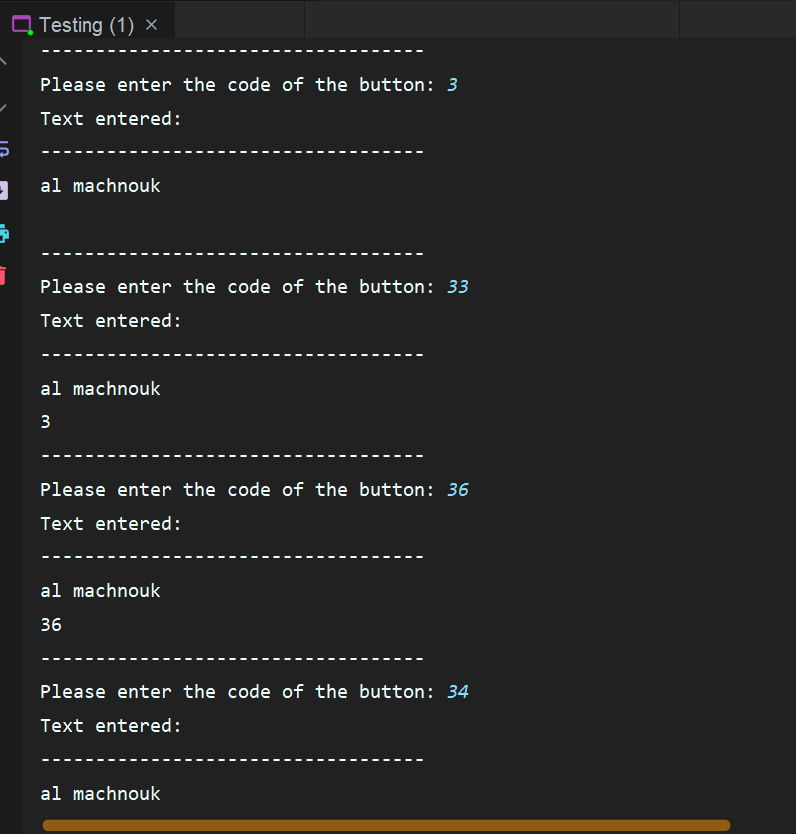 Testing (1)
-----------------------------------
Please enter the code of the button: 3
Text entered:
-----------------------------------
al machnouk
-----------------------------------
Please enter the code of the button: 33
Text entered:
-----------------------------------
al machnouk
3
-----------------------------------
Please enter the code of the button: 36
Text entered:
-----------------------------------
al machnouk
36
-----------------------------------
Please enter the code of the button: 34
Text entered:
-----------------------------------
al machnouk